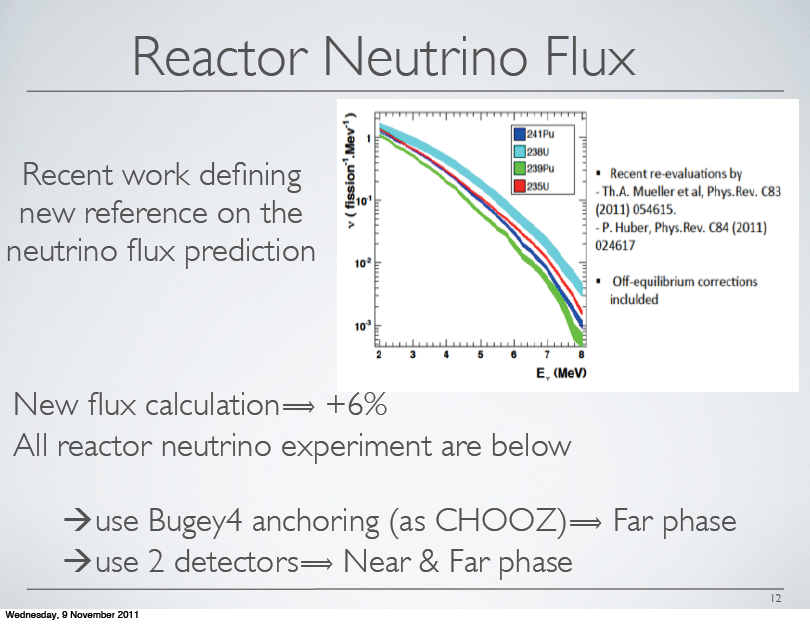 Reactor Neutrino Flux
Recent work defining
new reference on the
neutrino flux prediction
ν ( fission-1.Mev-1 )
1
10-1
10-2
10-3
241Pu
238U
239Pu
235U
2 3 4 5 6 7 8
Eν (MeV)
▪ Recent re-evaluations by
- Th.A. Mueller et al, Phys.Rev. C83
(2011) 054615.
- P. Huber, Phys.Rev. C84 (2011)
024617
▪ Off-equilibrium corrections
inclulded
New flux calculation⟹ +6%
All reactor neutrino experiment are below
→use Bugey4 anchoring (as CHOOZ)⟹ Far phase
→use 2 detectors⟹ Near & Far phase
12
Wednesday, 9 November 2011